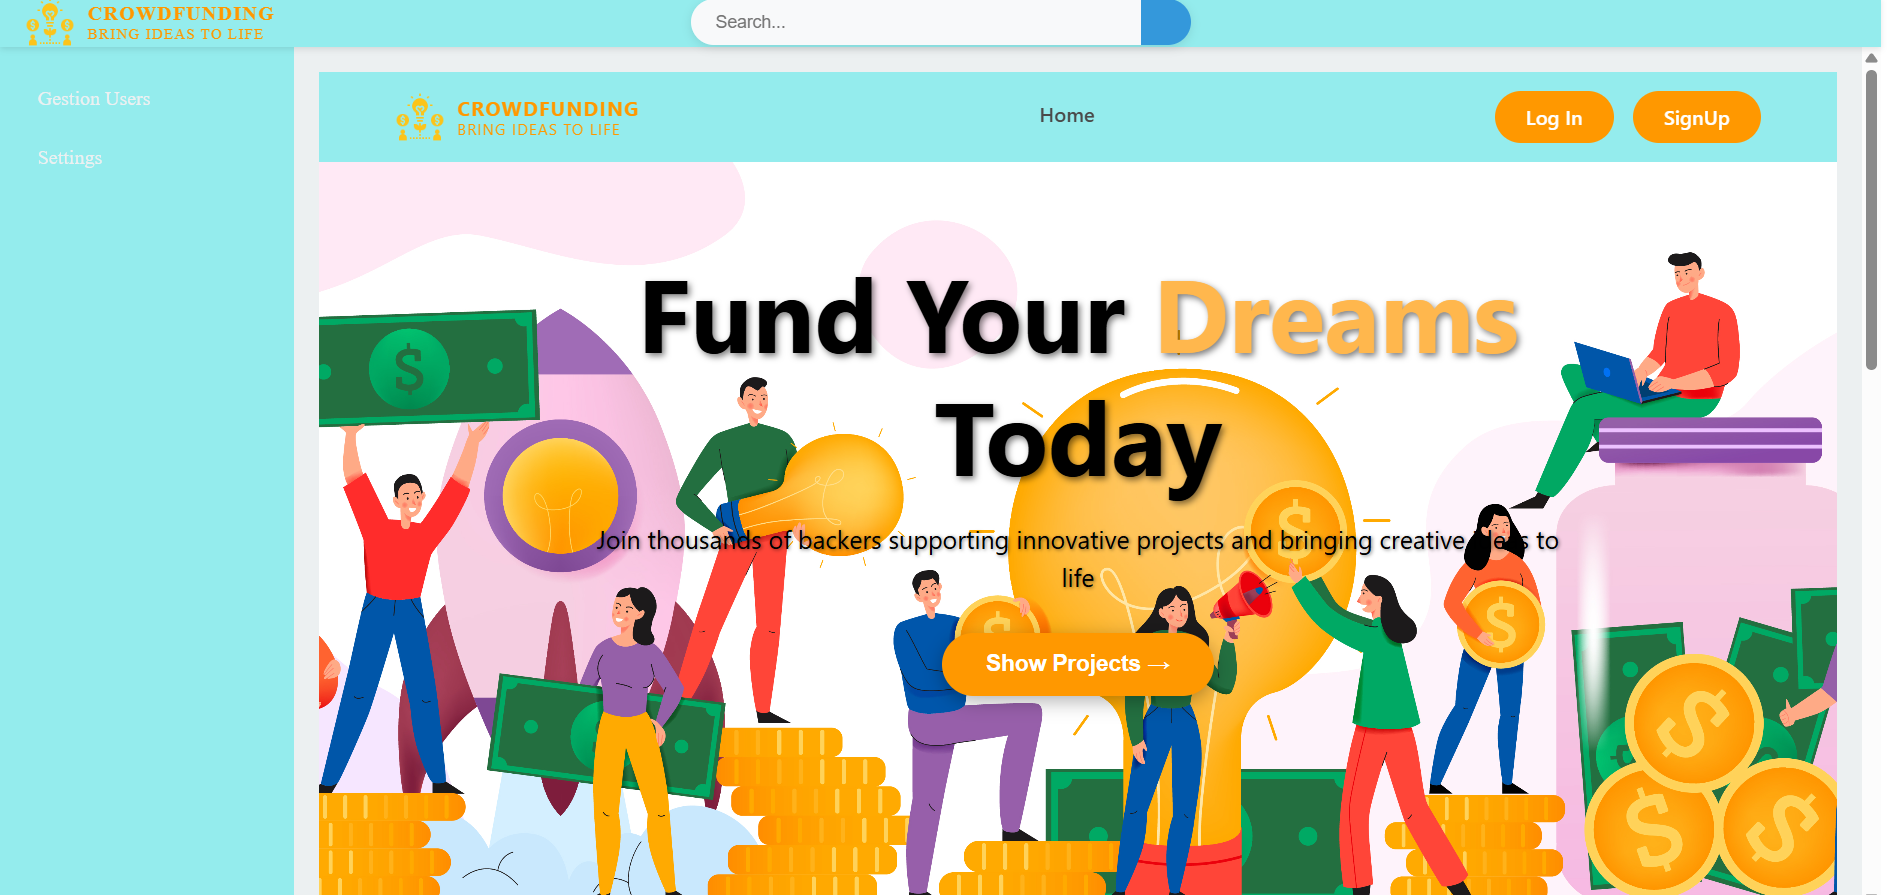 CROWDFUNDING
BRING IDEAS TO LIFE
Search...
Gestion Users
Settings
CROWDFUNDING
BRING IDEAS TO LIFE
Home
Log In
SignUp
Fund Your Dreams
Today
Join thousands of backers supporting innovative projects and bringing creative ideas to
life
Show Projects →